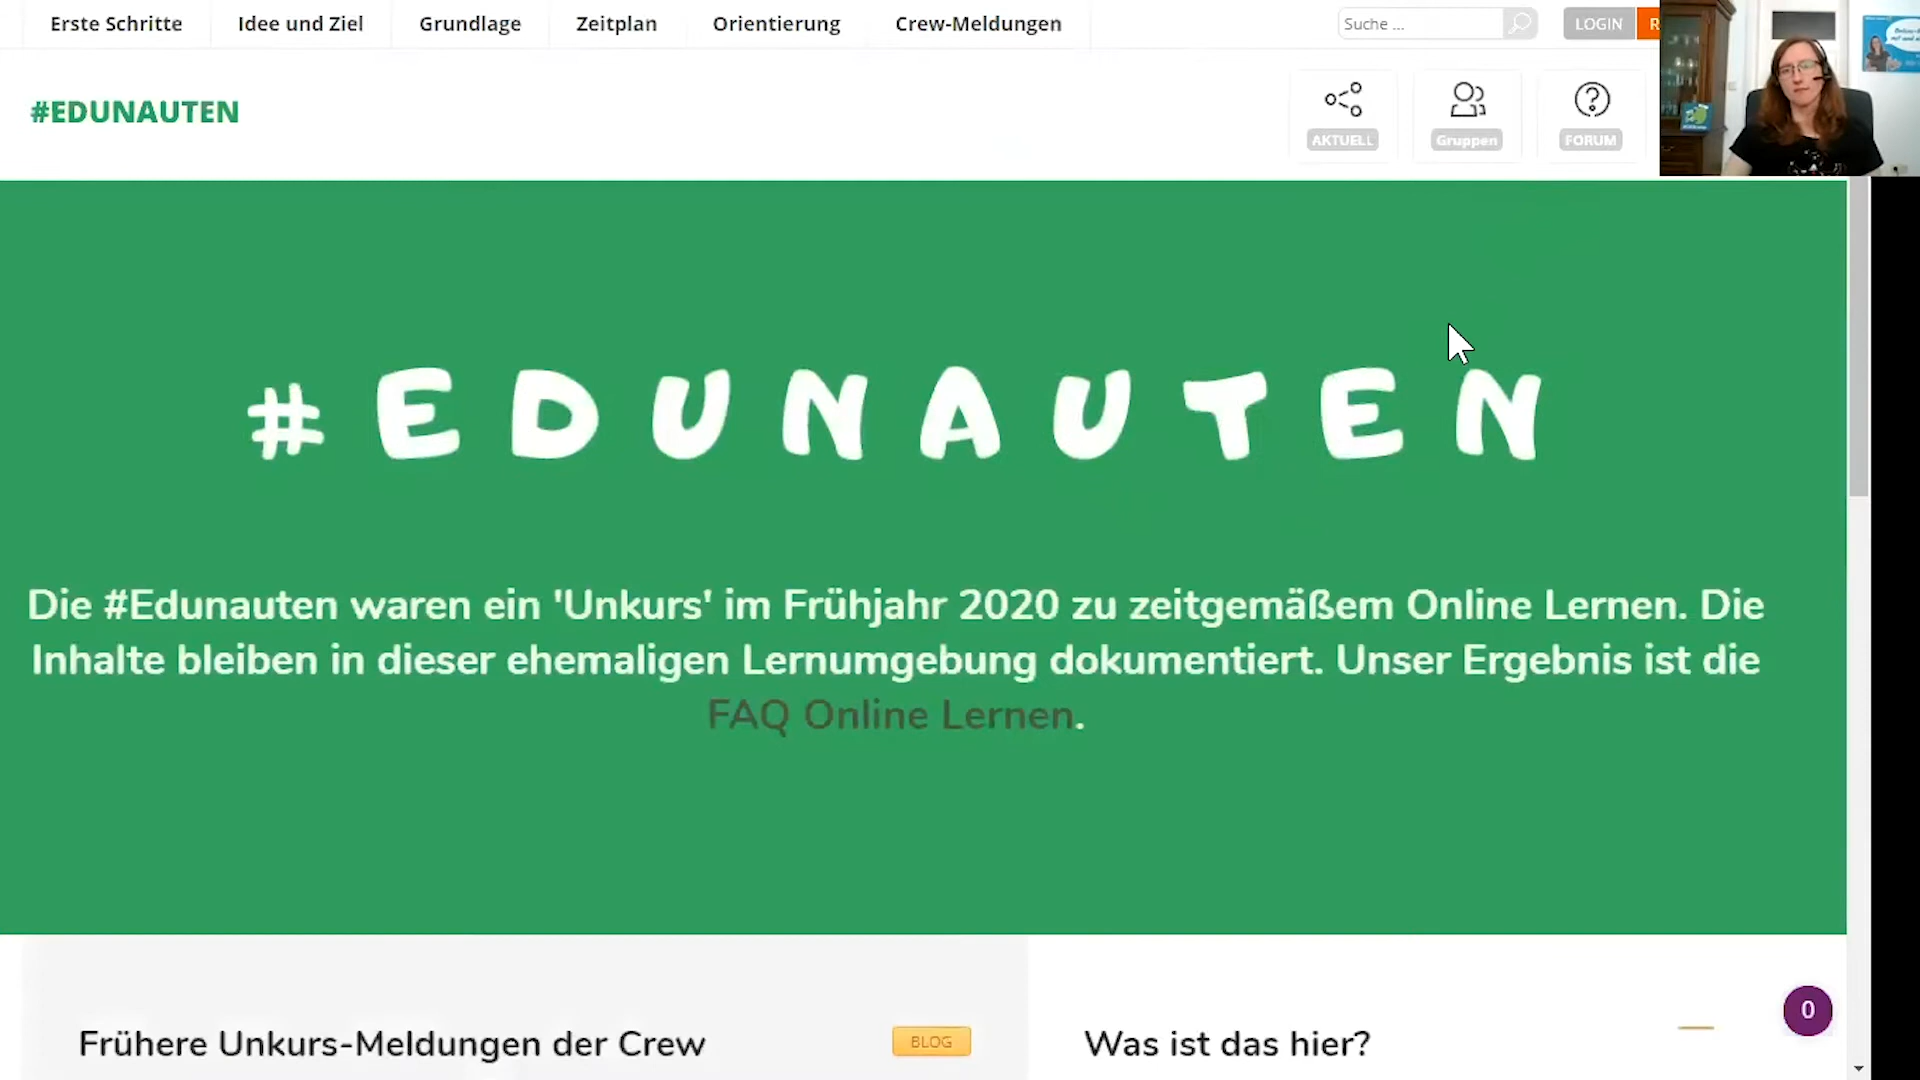 Erste Schritte
Idee und Ziel
Grundlage
Zeitplan
Orientierung
Crew-Meldungen
Suche ...
LOGIN
R
#EDUNAUTEN
AKTUELL
Gruppen
FORUM
#EDUNAUTEN
Die #Edunauten waren ein 'Unkurs' im Frühjahr 2020 zu zeitgemäßem Online Lernen. Die
Inhalte bleiben in dieser ehemaligen Lernumgebung dokumentiert. Unser Ergebnis ist die
FAQ Online Lernen.
Frühere Unkurs-Meldungen der Crew
BLOG
Was ist das hier?
0